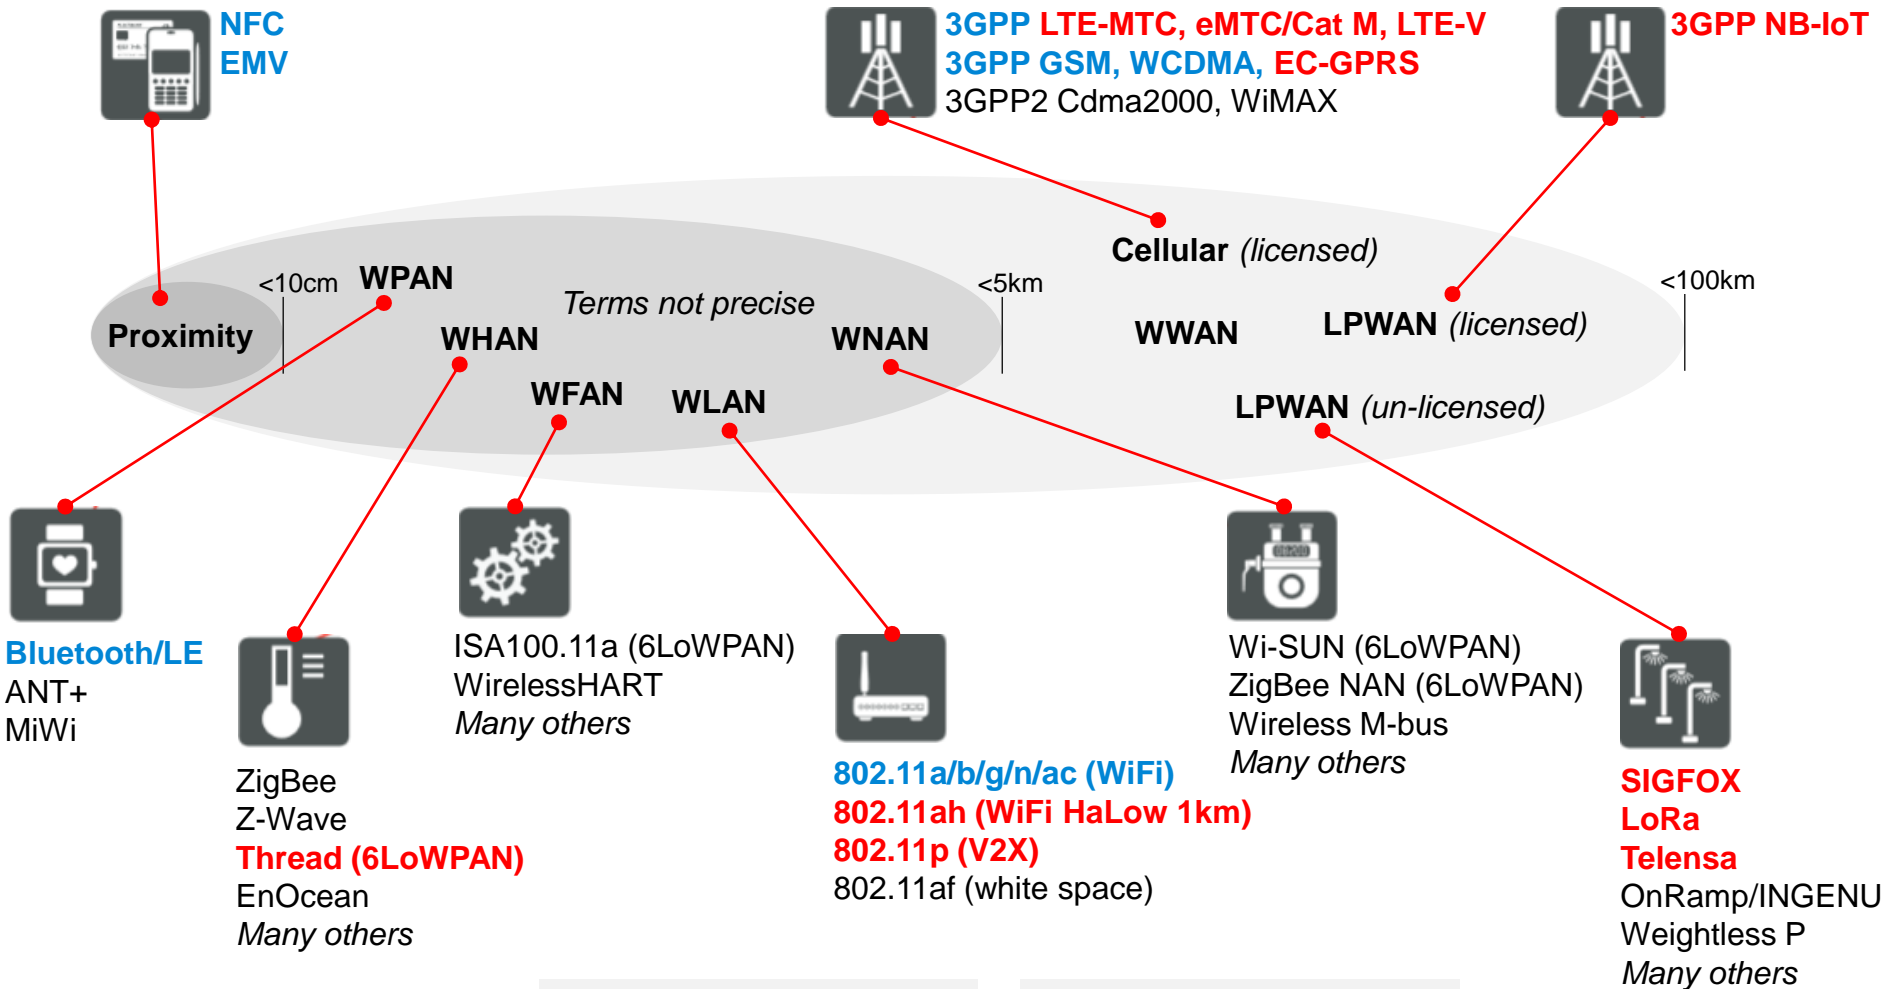 NFC
EMV
3GPP LTE-MTC, eMTC/Cat M, LTE-V
3GPP GSM, WCDMA, EC-GPRS
3GPP2 Cdma2000, WiMAX
3GPP NB-IoT
Cellular (licensed)
<10cm
WPAN
Terms not precise
<5km
<100km
Proximity
WHAN
WNAN
WWAN
LPWAN (licensed)
WFAN
WLAN
LPWAN (un-licensed)
Bluetooth/LE
ANT+
MiWi
ZigBee
Z-Wave
Thread (6LoWPAN)
EnOcean
Many others
ISA100.11a (6LoWPAN)
WirelessHART
Many others
802.11a/b/g/n/ac (WiFi)
802.11ah (WiFi HaLow 1km)
802.11p (V2X)
802.11af (white space)
Wi-SUN (6LoWPAN)
ZigBee NAN (6LoWPAN)
Wireless M-bus
Many others
SIGFOX
LoRa
Telensa
OnRamp/INGENU
Weightless P
Many others